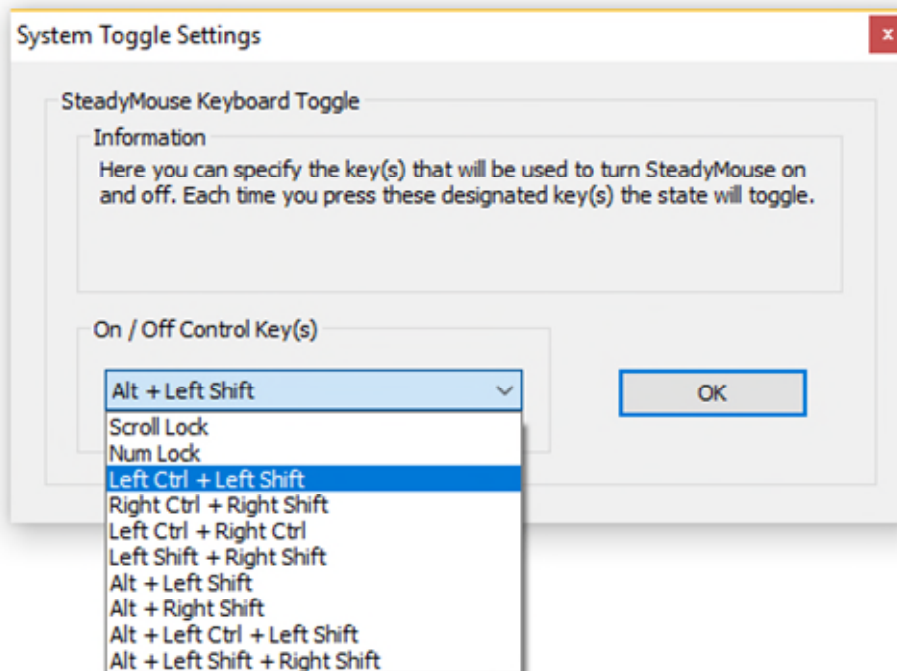 System Toggle Settings
x
SteadyMouse Keyboard Toggle
Information
Here you can specify the key(s) that will be used to turn SteadyMouse on
and off. Each time you press these designated key(s) the state will toggle.
On / Off Control Key(s)
Alt + Left Shift
OK
Scroll Lock
Num Lock
Left Ctrl + Left Shift
Right Ctrl + Right Shift
Left Ctrl + Right Ctrl
Left Shift + Right Shift
Alt + Left Shift
Alt + Right Shift
Alt + Left Ctrl + Left Shift
Alt + Left Shift + Right Shift